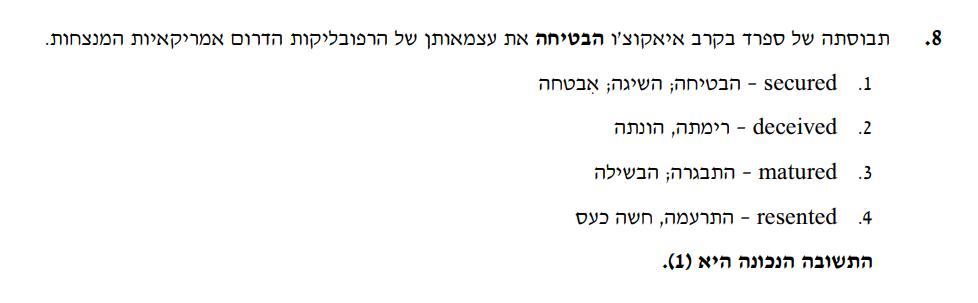 8. תבוסתה של ספרד בקרב איאקוצ'ו הבטיחה את עצמאותן של הרפובליקות הדרום אמריקאיות המנצחות.
1. secured – הבטיחה; השיגה; אִבטחה
2. deceived – רימתה, הונתה
3. matured – התבגרה; הבשילה
4. resented – התרעמה, חשה כעס
התשובה הנכונה היא (1).